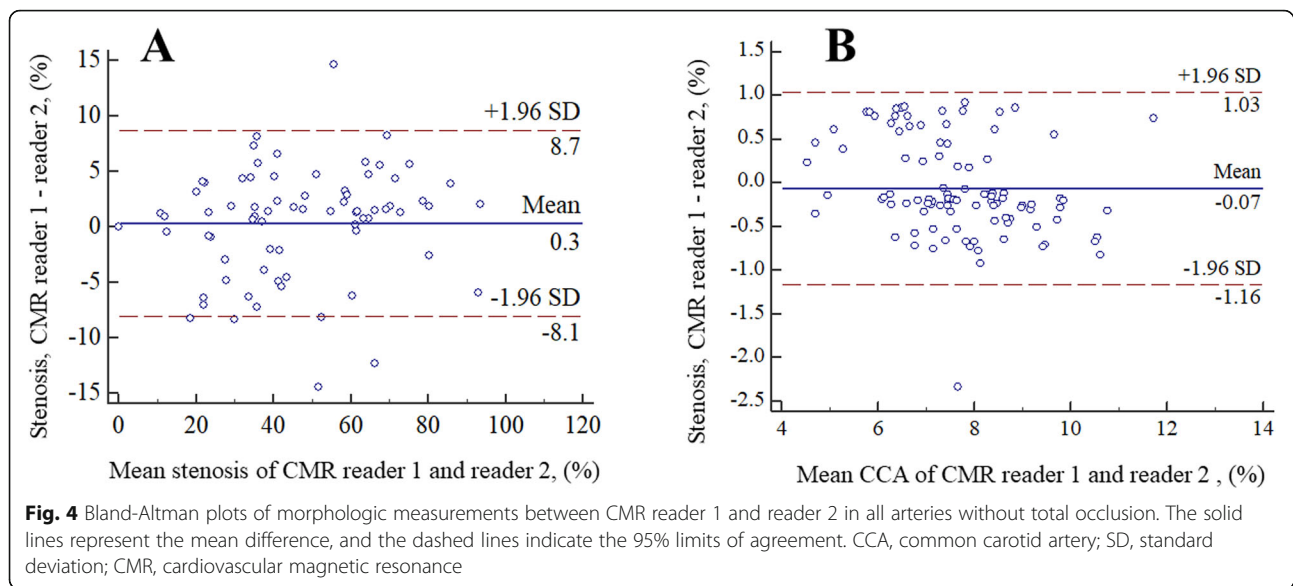 A
Stenosis, CMR reader 1 - reader 2, (%)
15
10
5
0
-5
-10
-15
+1.96 SD
8.7
Mean
0.3
-1.96 SD
-8.1
0 20 40 60 80 100 120
Mean stenosis of CMR reader 1 and reader 2, (%)
B
Stenosis, CMR reader 1 - reader 2, (%)
1.5
1.0
0.5
0.0
-0.5
-1.0
-1.5
-2.0
-2.5
+1.96 SD
1.03
Mean
-0.07
-1.96 SD
-1.16
4 6 8 10 12 14
Mean CCA of CMR reader 1 and reader 2 , (%)
Fig. 4 Bland-Altman plots of morphologic measurements between CMR reader 1 and reader 2 in all arteries without total occlusion. The solid
lines represent the mean difference, and the dashed lines indicate the 95% limits of agreement. CCA, common carotid artery; SD, standard
deviation; CMR, cardiovascular magnetic resonance